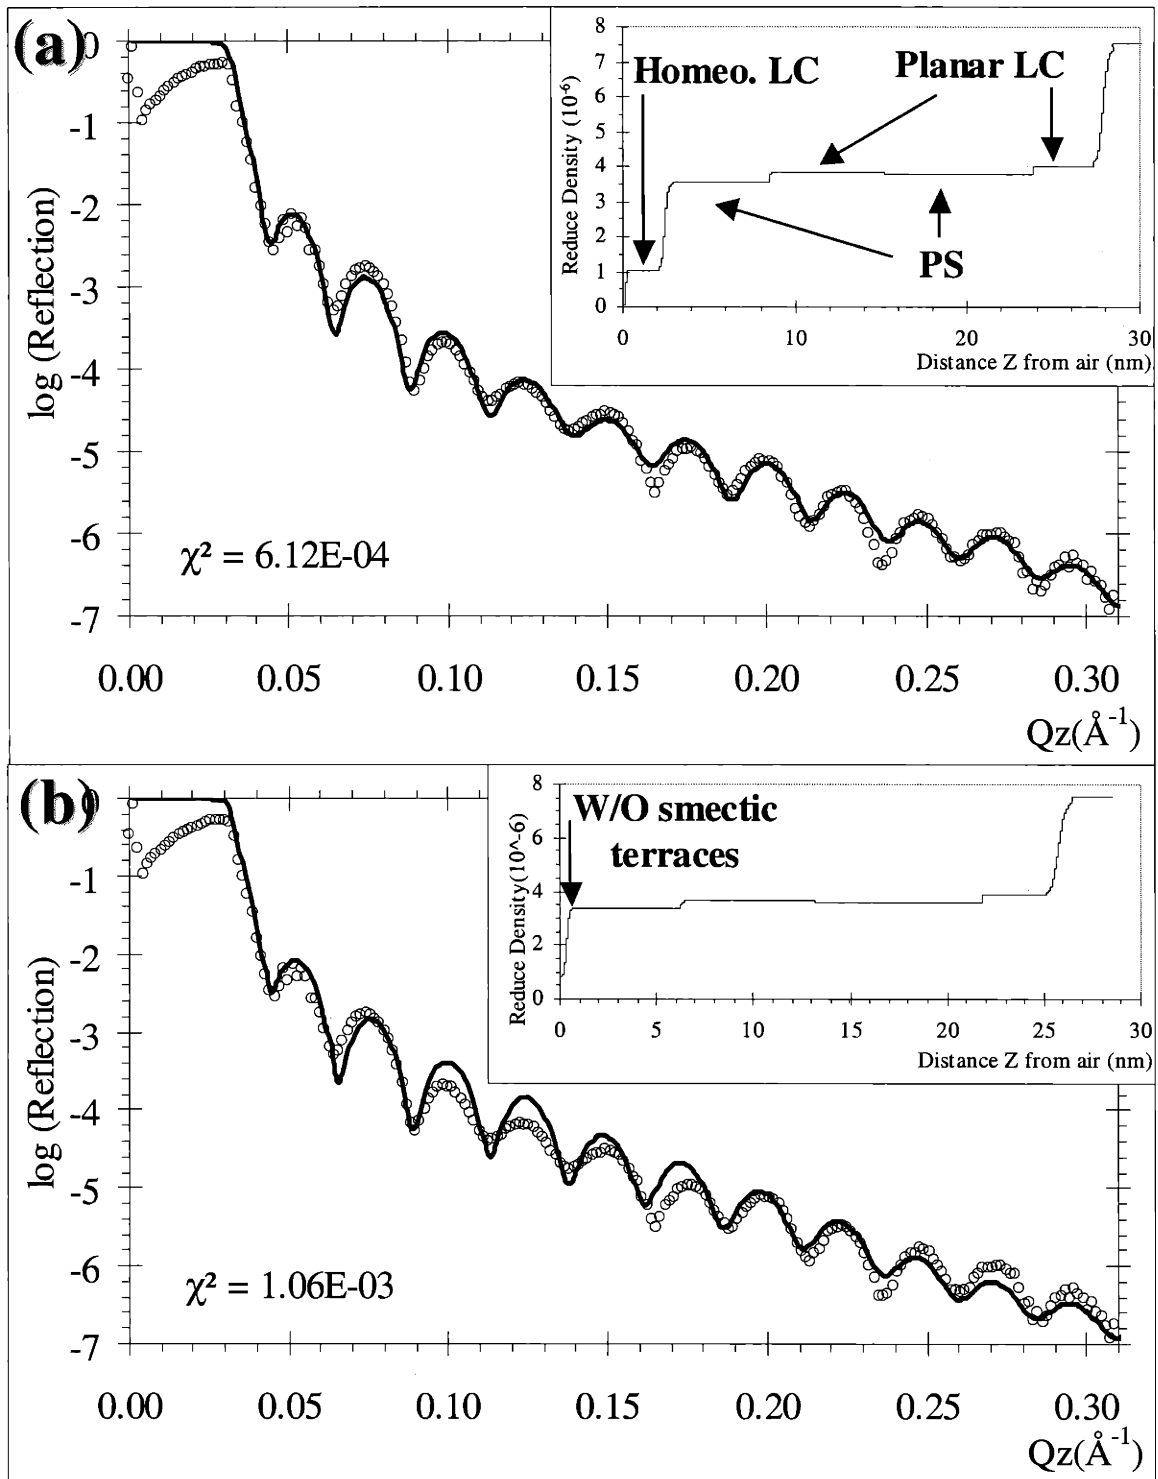 (a)
0
-1
-2
-3
-4
-5
-6
-7
log (Reflection)
χ² = 6.12E-04
0.00 0.05 0.10 0.15 0.20 0.25 0.30
Qz(Å⁻¹)
8
7
6
5
4
3
2
1
0
Reduce Density (10⁻⁶)
Homeo. LC
Planar LC
PS
0 10 20 30
Distance Z from air (nm)
(b)
0
-1
-2
-3
-4
-5
-6
-7
log (Reflection)
χ² = 1.06E-03
0.00 0.05 0.10 0.15 0.20 0.25 0.30
Qz(Å⁻¹)
8
6
4
2
0
Reduce Density(10^-6)
W/O smectic
terraces
0 5 10 15 20 25 30
Distance Z from air (nm)